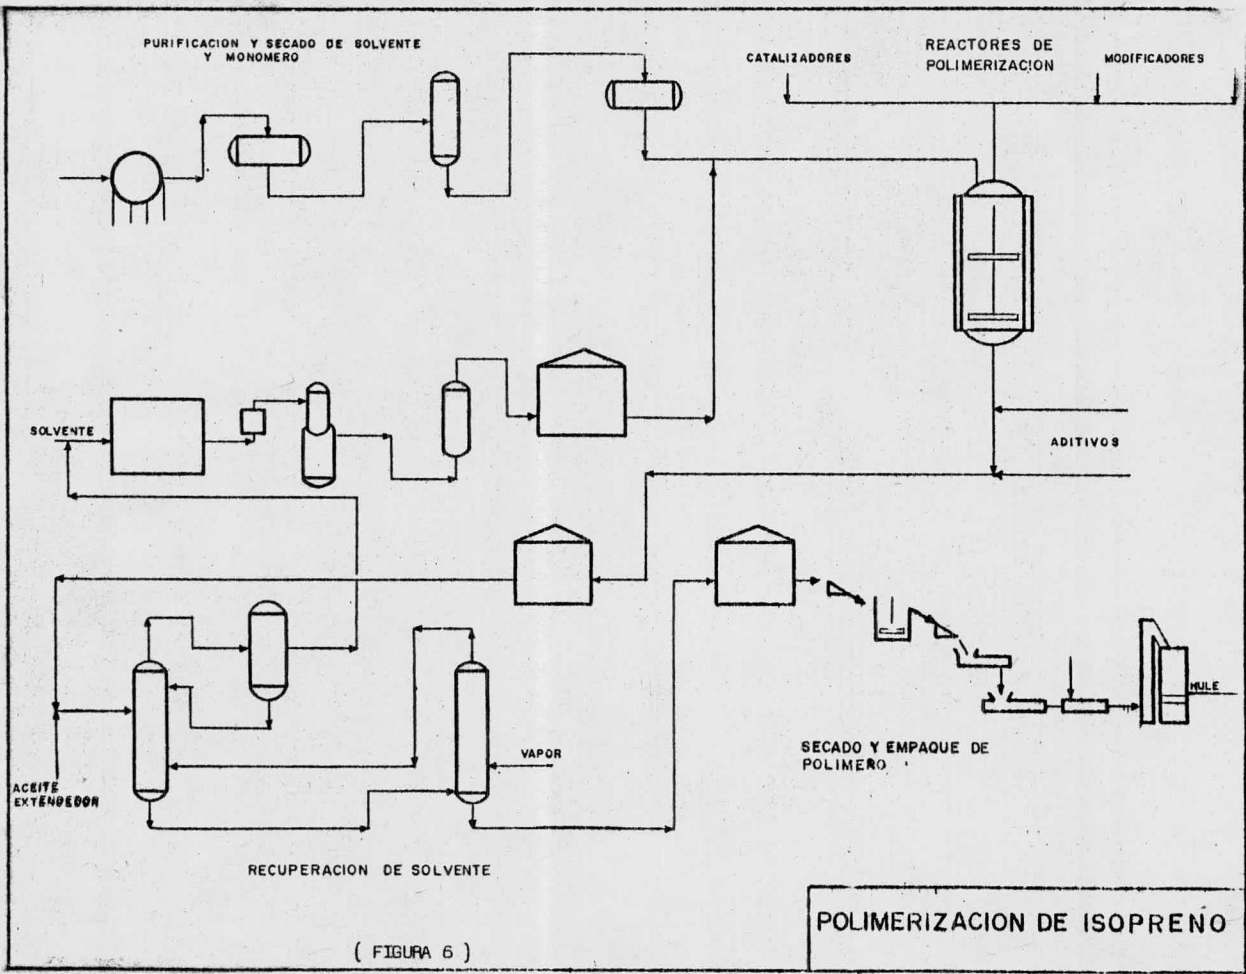 PURIFICACION Y SECADO DE SOLVENTE
Y MONOMERO
CATALIZADORES
REACTORES DE
POLIMERIZACION
MODIFICADORES
SOLVENTE
ADITIVOS
HULE
VAPOR
SECADO Y EMPAQUE DE
POLIMERO
ACEITE
EXTENDEDOR
RECUPERACION DE SOLVENTE
POLIMERIZACION DE ISOPRENO
( FIGURA 6 )